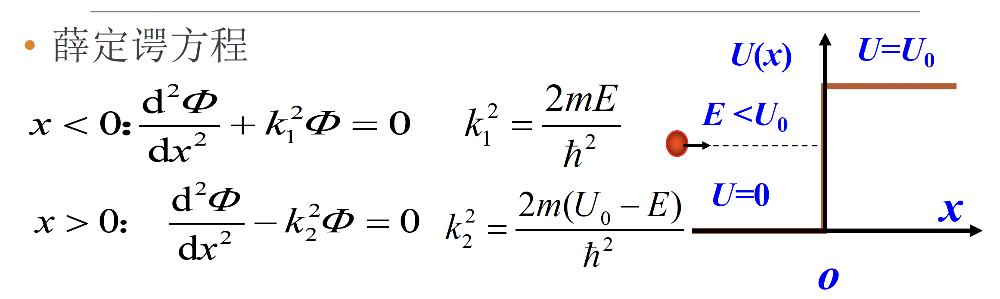 • 薛定谔方程
x < 0: d²Φ/dx² + k₁²Φ = 0    k₁² = 2mE/ħ²
x > 0: d²Φ/dx² − k₂²Φ = 0    k₂² = 2m(U₀ − E)/ħ²
U(x)
U=U₀
E <U₀
U=0
x
o